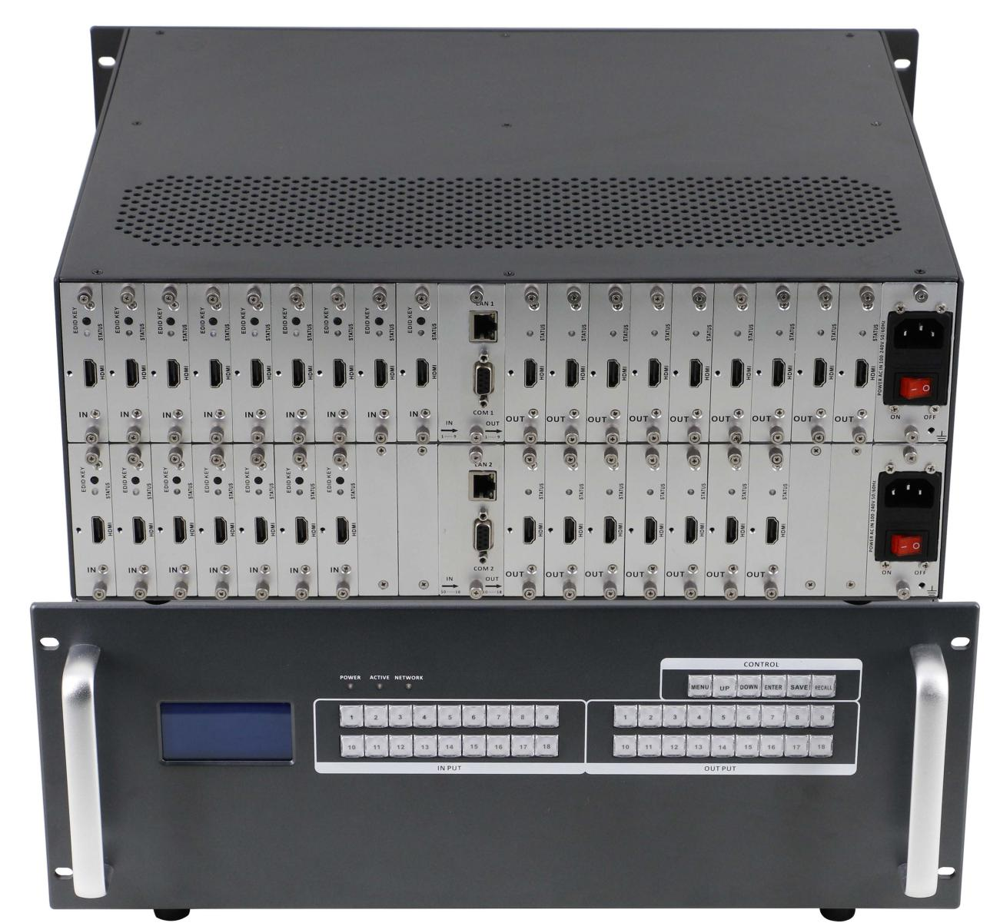 EDID KEY STATUS EDID KEY STATUS EDID KEY STATUS EDID KEY STATUS EDID KEY STATUS EDID KEY STATUS EDID KEY STATUS EDID KEY STATUS EDID KEY STATUS LAN 1 STATUS STATUS STATUS STATUS STATUS STATUS STATUS STATUS STATUS
HDMI HDMI HDMI HDMI HDMI HDMI HDMI HDMI HDMI HDMI HDMI HDMI HDMI HDMI HDMI HDMI HDMI HDMI POWER AC IN 100-240V 50/60Hz
IN IN IN IN IN IN IN IN IN COM 1 OUT OUT OUT OUT OUT OUT OUT OUT OUT ON OFF
IN OUT
1-----9 1-----9
EDID KEY STATUS EDID KEY STATUS EDID KEY STATUS EDID KEY STATUS EDID KEY STATUS EDID KEY STATUS EDID KEY STATUS LAN 2 STATUS STATUS STATUS STATUS STATUS STATUS STATUS
HDMI HDMI HDMI HDMI HDMI HDMI HDMI HDMI HDMI HDMI HDMI HDMI HDMI HDMI POWER AC IN 100-240V 50/60Hz
IN IN IN IN IN IN IN COM 2 OUT OUT OUT OUT OUT OUT OUT ON OFF
IN OUT
10-----18 10-----18
CONTROL
POWER ACTIVE NETWORK
MENU UP DOWN ENTER SAVE RECALL
1 2 3 4 5 6 7 8 9
10 11 12 13 14 15 16 17 18
INPUT
1 2 3 4 5 6 7 8 9
10 11 12 13 14 15 16 17 18
OUTPUT